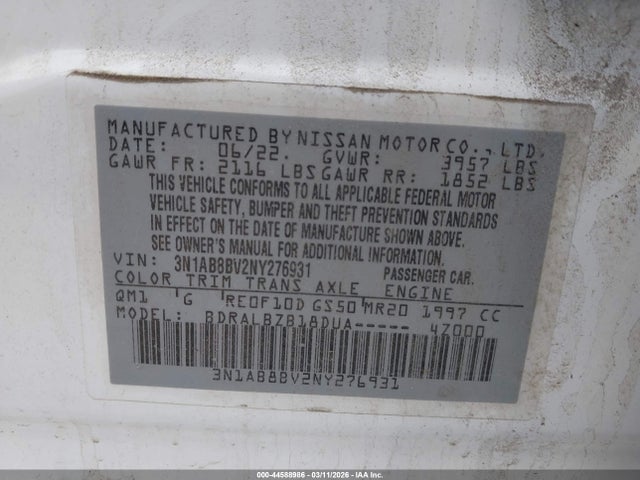 MANUFACTURED BY NISSAN MOTOR CO., LTD.
DATE: 06/22. GVWR: 3957 LBS
GAWR FR: 2116 LBS GAWR RR: 1852 LBS
THIS VEHICLE CONFORMS TO ALL APPLICABLE FEDERAL MOTOR
VEHICLE SAFETY, BUMPER AND THEFT PREVENTION STANDARDS
IN EFFECT ON THE DATE OF MANUFACTURE SHOWN ABOVE.
SEE OWNER'S MANUAL FOR ADDITIONAL INFORMATION.
VIN: 3N1AB8BV2NY276931 PASSENGER CAR.
COLOR TRIM TRANS AXLE ENGINE
QM1 G RE0F10D GS50 MR20 1997 CC
MODEL: BDRALBZB18DUA----- 47000
3N1AB8BV2NY276931
000-44588986 - 03/11/2026 - IAA Inc.